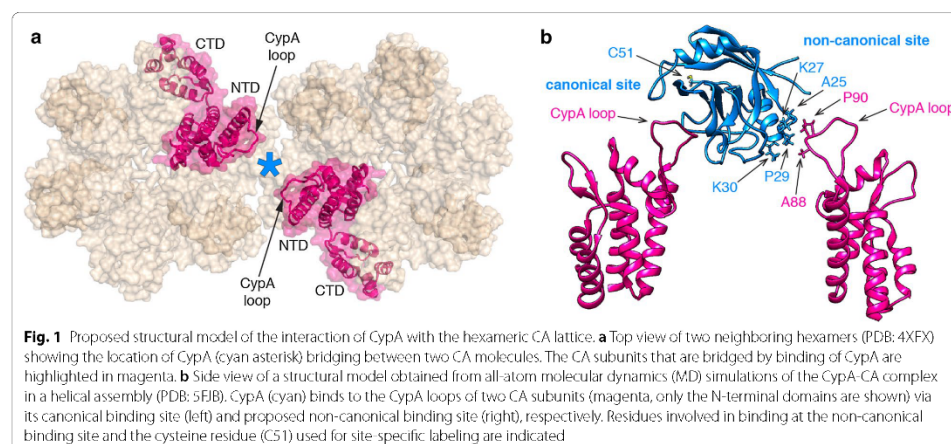 a
CTD
NTD
CypA
loop
*
NTD
CypA
loop
CTD
b
C51
non-canonical site
K27
canonical site
A25
P90
CypA loop
CypA loop
K30
P29
A88
Fig. 1 Proposed structural model of the interaction of CypA with the hexameric CA lattice. a Top view of two neighboring hexamers (PDB: 4XFX)
showing the location of CypA (cyan asterisk) bridging between two CA molecules. The CA subunits that are bridged by binding of CypA are
highlighted in magenta. b Side view of a structural model obtained from all-atom molecular dynamics (MD) simulations of the CypA-CA complex
in a helical assembly (PDB: 5FJB). CypA (cyan) binds to the CypA loops of two CA subunits (magenta, only the N-terminal domains are shown) via
its canonical binding site (left) and proposed non-canonical binding site (right), respectively. Residues involved in binding at the non-canonical
binding site and the cysteine residue (C51) used for site-specific labeling are indicated